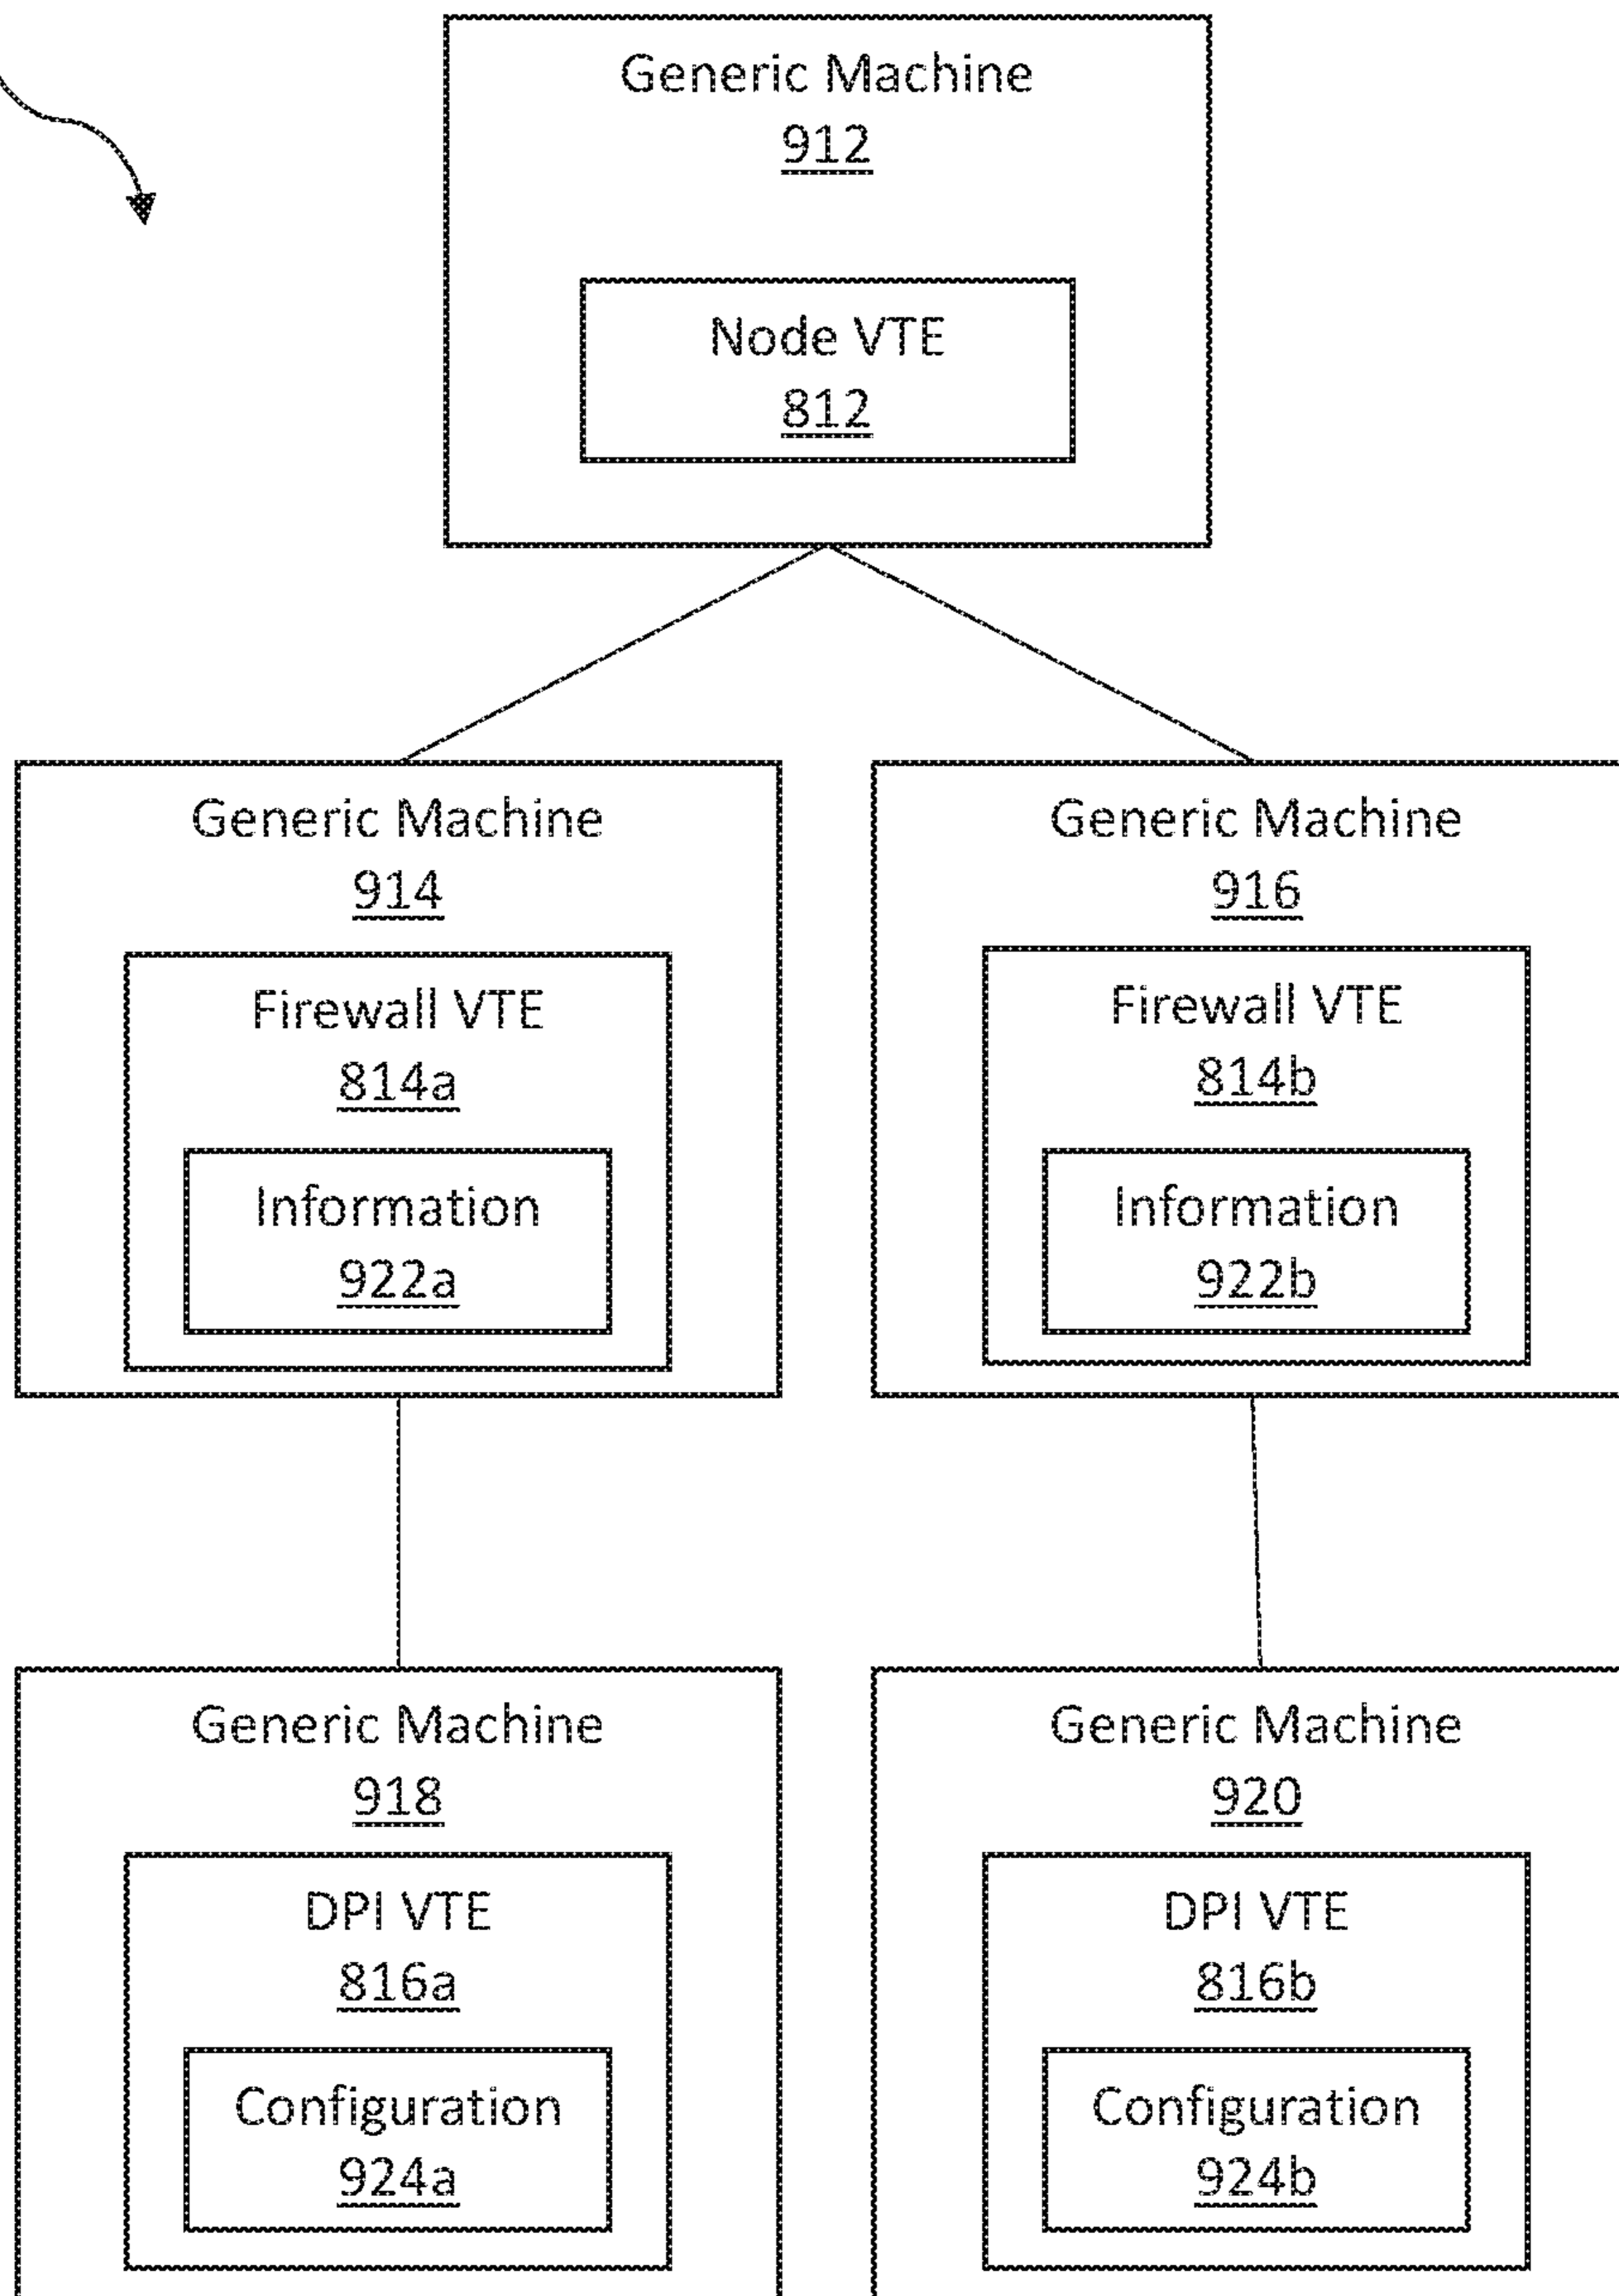 Generic Machine
912
Node VTE
812
Generic Machine
914
Firewall VTE
814a
Information
922a
Generic Machine
916
Firewall VTE
814b
Information
922b
Generic Machine
918
DPI VTE
816a
Configuration
924a
Generic Machine
920
DPI VTE
816b
Configuration
924b